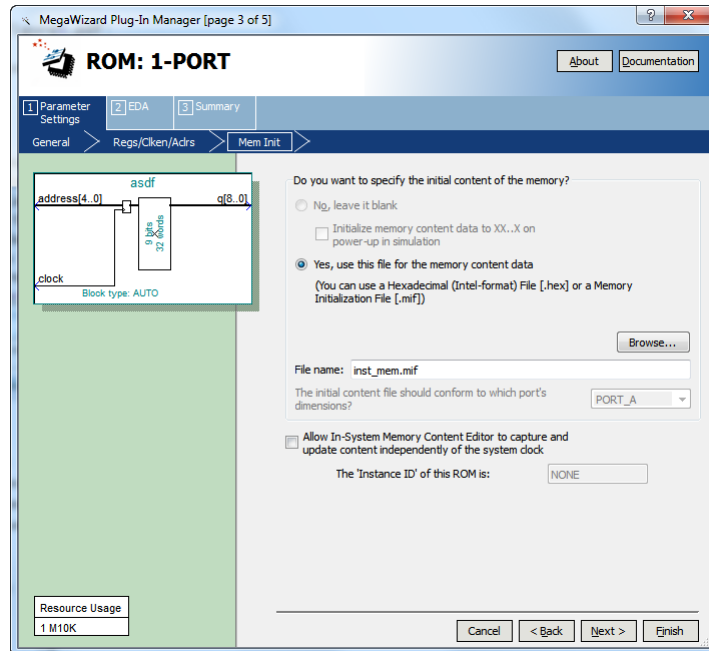 MegaWizard Plug-In Manager [page 3 of 5]
ROM: 1-PORT
About
Documentation
1 Parameter Settings
2 EDA
3 Summary
General
Regs/Clken/Aclrs
Mem Init
asdf
address[4..0]
q[8..0]
9 bits
32 words
clock
Block type: AUTO
Do you want to specify the initial content of the memory?
No, leave it blank
Initialize memory content data to XX..X on
power-up in simulation
Yes, use this file for the memory content data
(You can use a Hexadecimal (Intel-format) File [.hex] or a Memory
Initialization File [.mif])
Browse...
File name: inst_mem.mif
The initial content file should conform to which port's
dimensions?
PORT_A
Allow In-System Memory Content Editor to capture and
update content independently of the system clock
The 'Instance ID' of this ROM is:
NONE
Resource Usage
1 M10K
Cancel
< Back
Next >
Finish